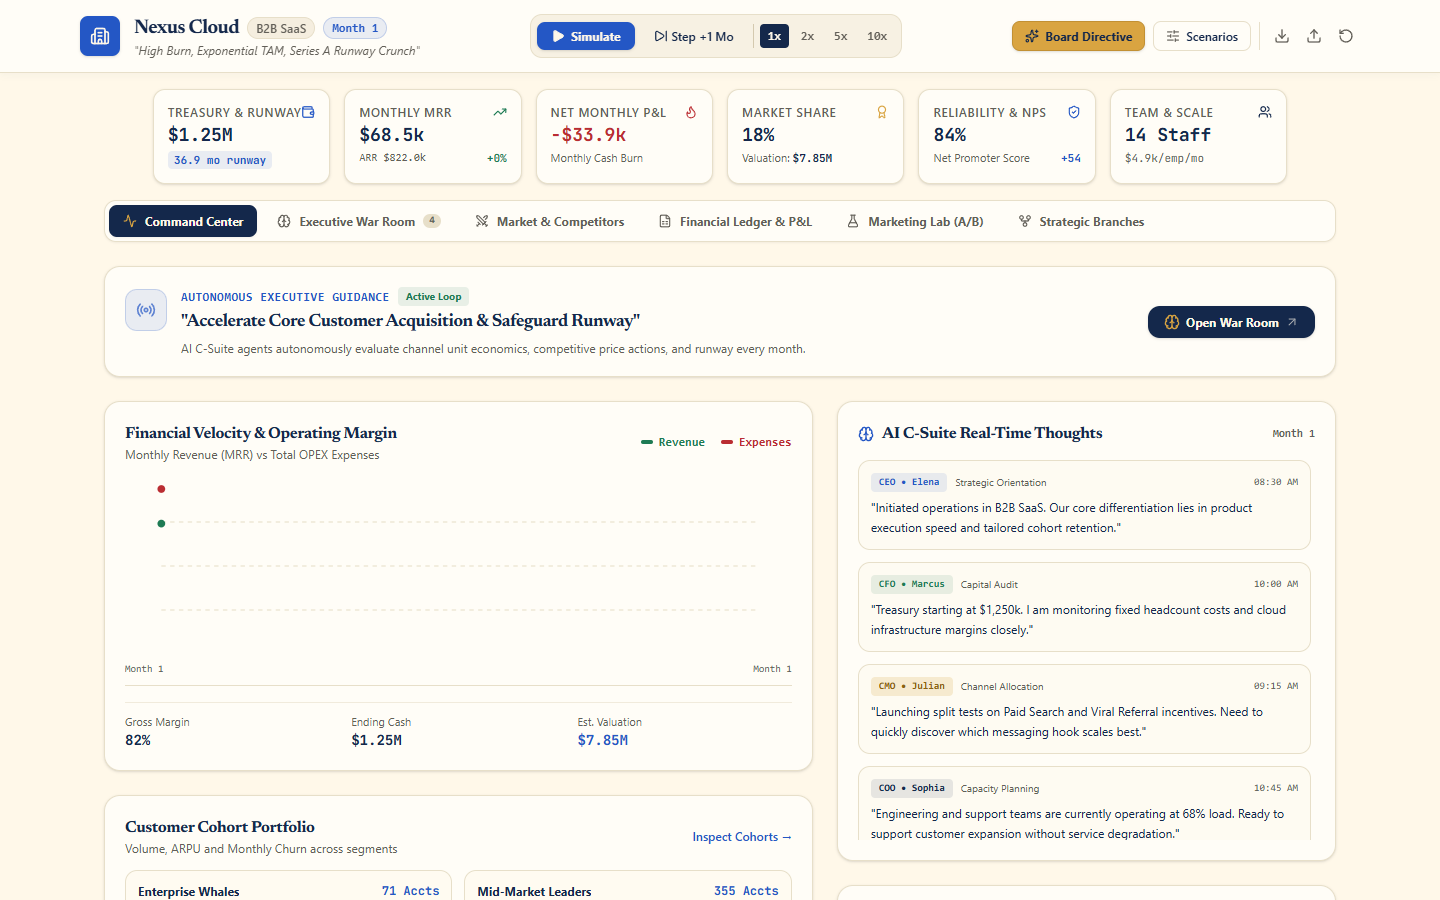 Nexus Cloud B2B SaaS Month 1
"High Burn, Exponential TAM, Series A Runway Crunch"
Simulate Step +1 Mo 1x 2x 5x 10x
Board Directive Scenarios
TREASURY & RUNWAY
$1.25M
36.9 mo runway
MONTHLY MRR
$68.5k
ARR $822.0k +0%
NET MONTHLY P&L
-$33.9k
Monthly Cash Burn
MARKET SHARE
18%
Valuation: $7.85M
RELIABILITY & NPS
84%
Net Promoter Score +54
TEAM & SCALE
14 Staff
$4.9k/emp/mo
Command Center Executive War Room 4 Market & Competitors Financial Ledger & P&L Marketing Lab (A/B) Strategic Branches
AUTONOMOUS EXECUTIVE GUIDANCE Active Loop
"Accelerate Core Customer Acquisition & Safeguard Runway"
AI C-Suite agents autonomously evaluate channel unit economics, competitive price actions, and runway every month.
Open War Room
Financial Velocity & Operating Margin
Monthly Revenue (MRR) vs Total OPEX Expenses
Revenue Expenses
Month 1 Month 1
Gross Margin
82%
Ending Cash
$1.25M
Est. Valuation
$7.85M
Customer Cohort Portfolio
Volume, ARPU and Monthly Churn across segments
Inspect Cohorts →
Enterprise Whales 71 Accts
Mid-Market Leaders 355 Accts
AI C-Suite Real-Time Thoughts Month 1
CEO • Elena Strategic Orientation 08:30 AM
"Initiated operations in B2B SaaS. Our core differentiation lies in product
execution speed and tailored cohort retention."
CFO • Marcus Capital Audit 10:00 AM
"Treasury starting at $1,250k. I am monitoring fixed headcount costs and cloud
infrastructure margins closely."
CMO • Julian Channel Allocation 09:15 AM
"Launching split tests on Paid Search and Viral Referral incentives. Need to
quickly discover which messaging hook scales best."
COO • Sophia Capacity Planning 10:45 AM
"Engineering and support teams are currently operating at 68% load. Ready to
support customer expansion without service degradation."